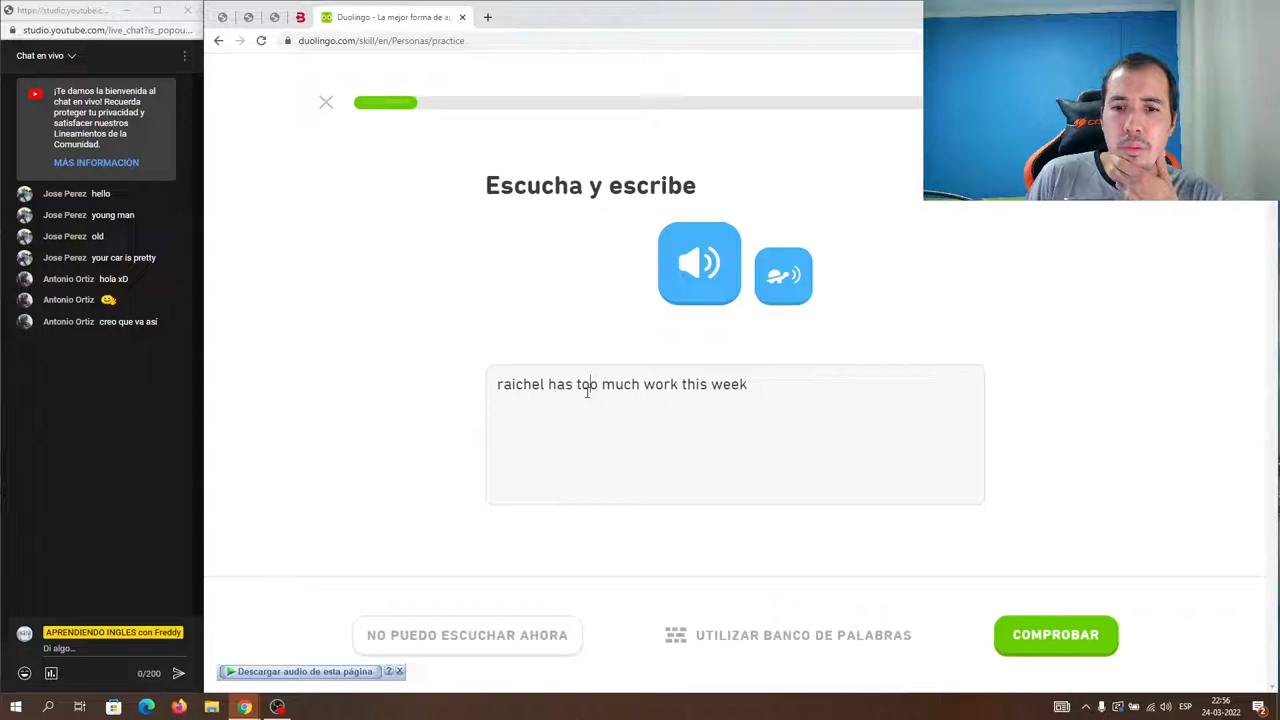 https://studio.youtube.com/live_...
studio.youtube.com/live_chat?is_popou...
Duolingo - La mejor forma de a
duolingo.com/skill/en/Personas/practice
Chat en vivo
¡Te damos la bienvenida al
chat en vivo! Recuerda
proteger tu privacidad y
satisfacer nuestros
Lineamientos de la
Comunidad.
MÁS INFORMACIÓN
Jose Perez hello
Jose Perez young man
Jose Perez old
Jose Perez your car is pretty
Antonio Ortiz hola xD
Antonio Ortiz
Antonio Ortiz creo que va así
Escucha y escribe
raichel has too much work this week
APRENDIENDO INGLES con Freddy
Di algo...
0/200
NO PUEDO ESCUCHAR AHORA
UTILIZAR BANCO DE PALABRAS
COMPROBAR
Descargar audio de esta página
? X
ESP
22:56
24-03-2022
2